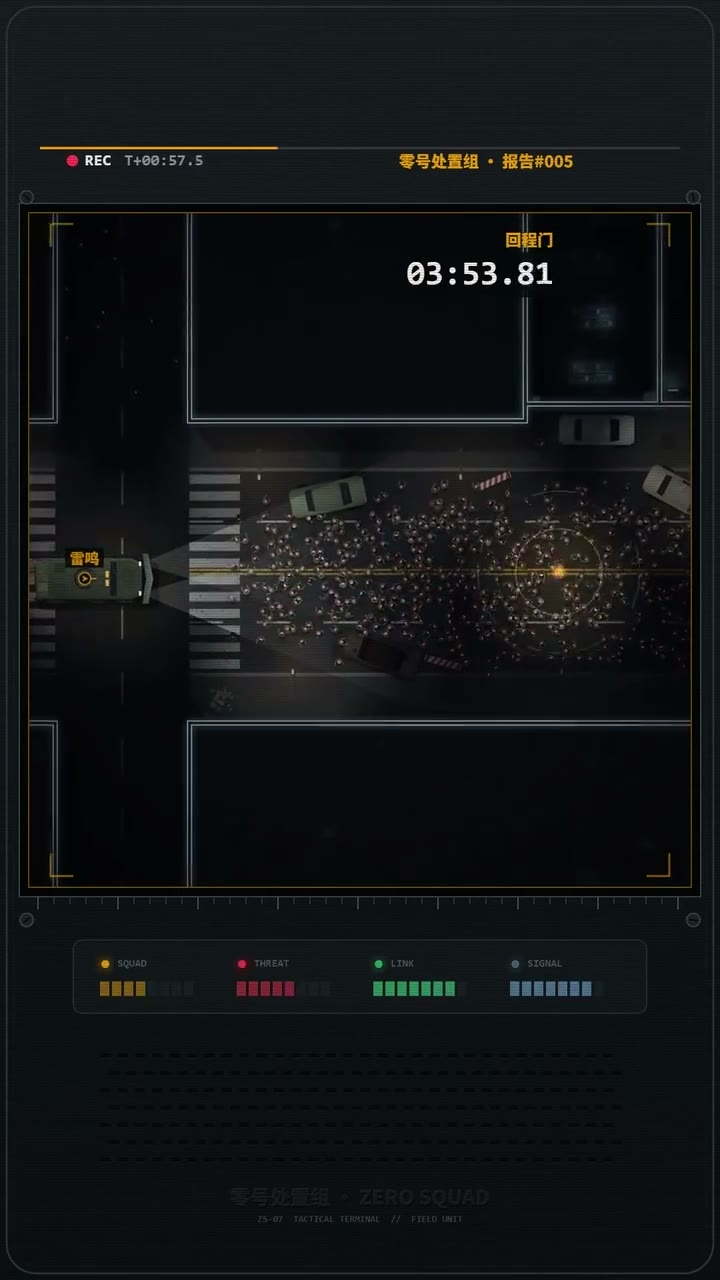 REC T+00:57.5
零号处置组 • 报告#005
回程门
03:53.81
雷鸣
SQUAD
THREAT
LINK
SIGNAL
零号处置组 • ZERO SQUAD
ZS-07 TACTICAL TERMINAL // FIELD UNIT